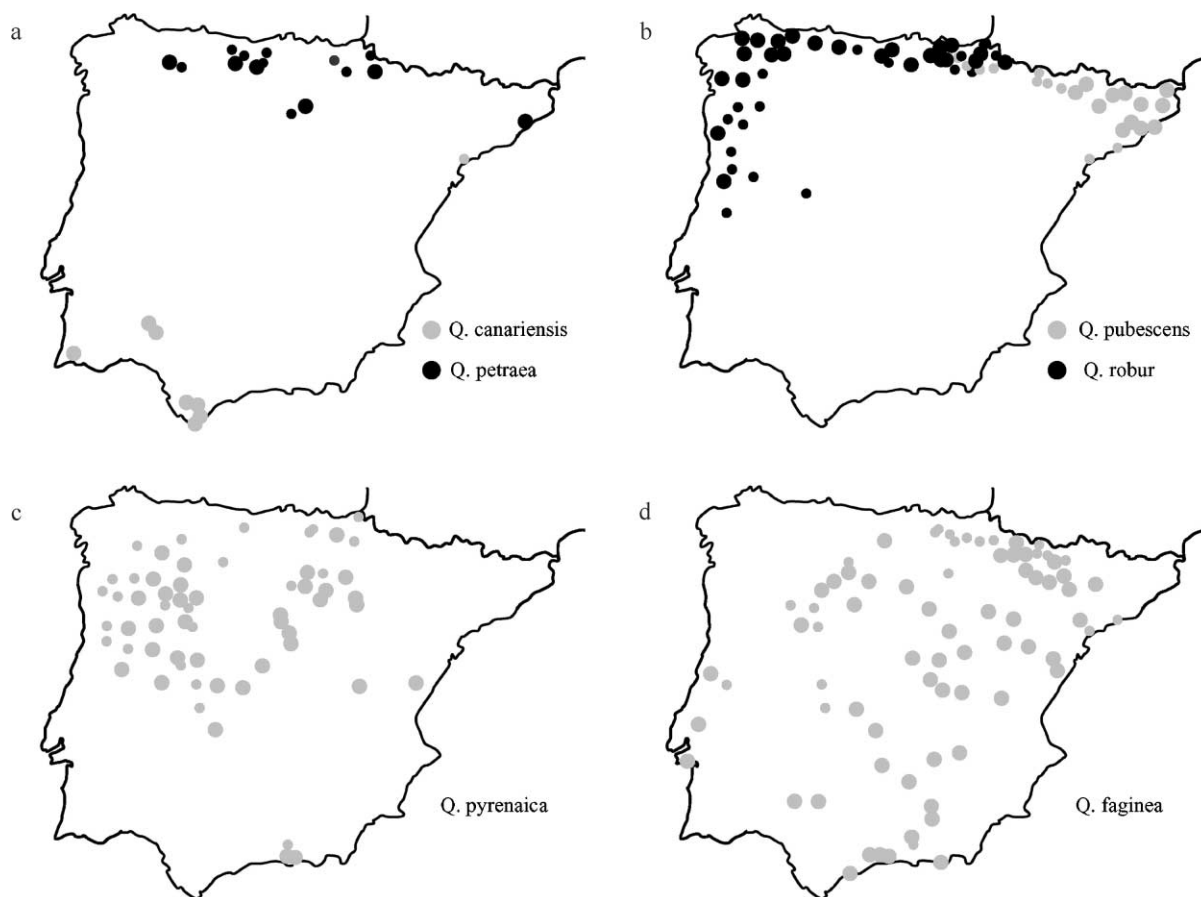 a
Q. canariensis
Q. petraea
b
Q. pubescens
Q. robur
c
Q. pyrenaica
d
Q. faginea